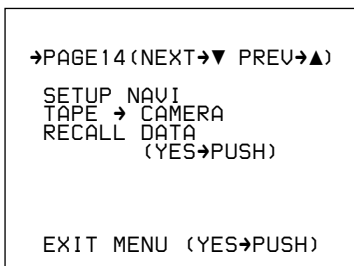 ➔PAGE14(NEXT➔▼ PREV➔▲)
SETUP NAVI
TAPE ➔ CAMERA
RECALL DATA
(YES➔PUSH)
EXIT MENU (YES➔PUSH)